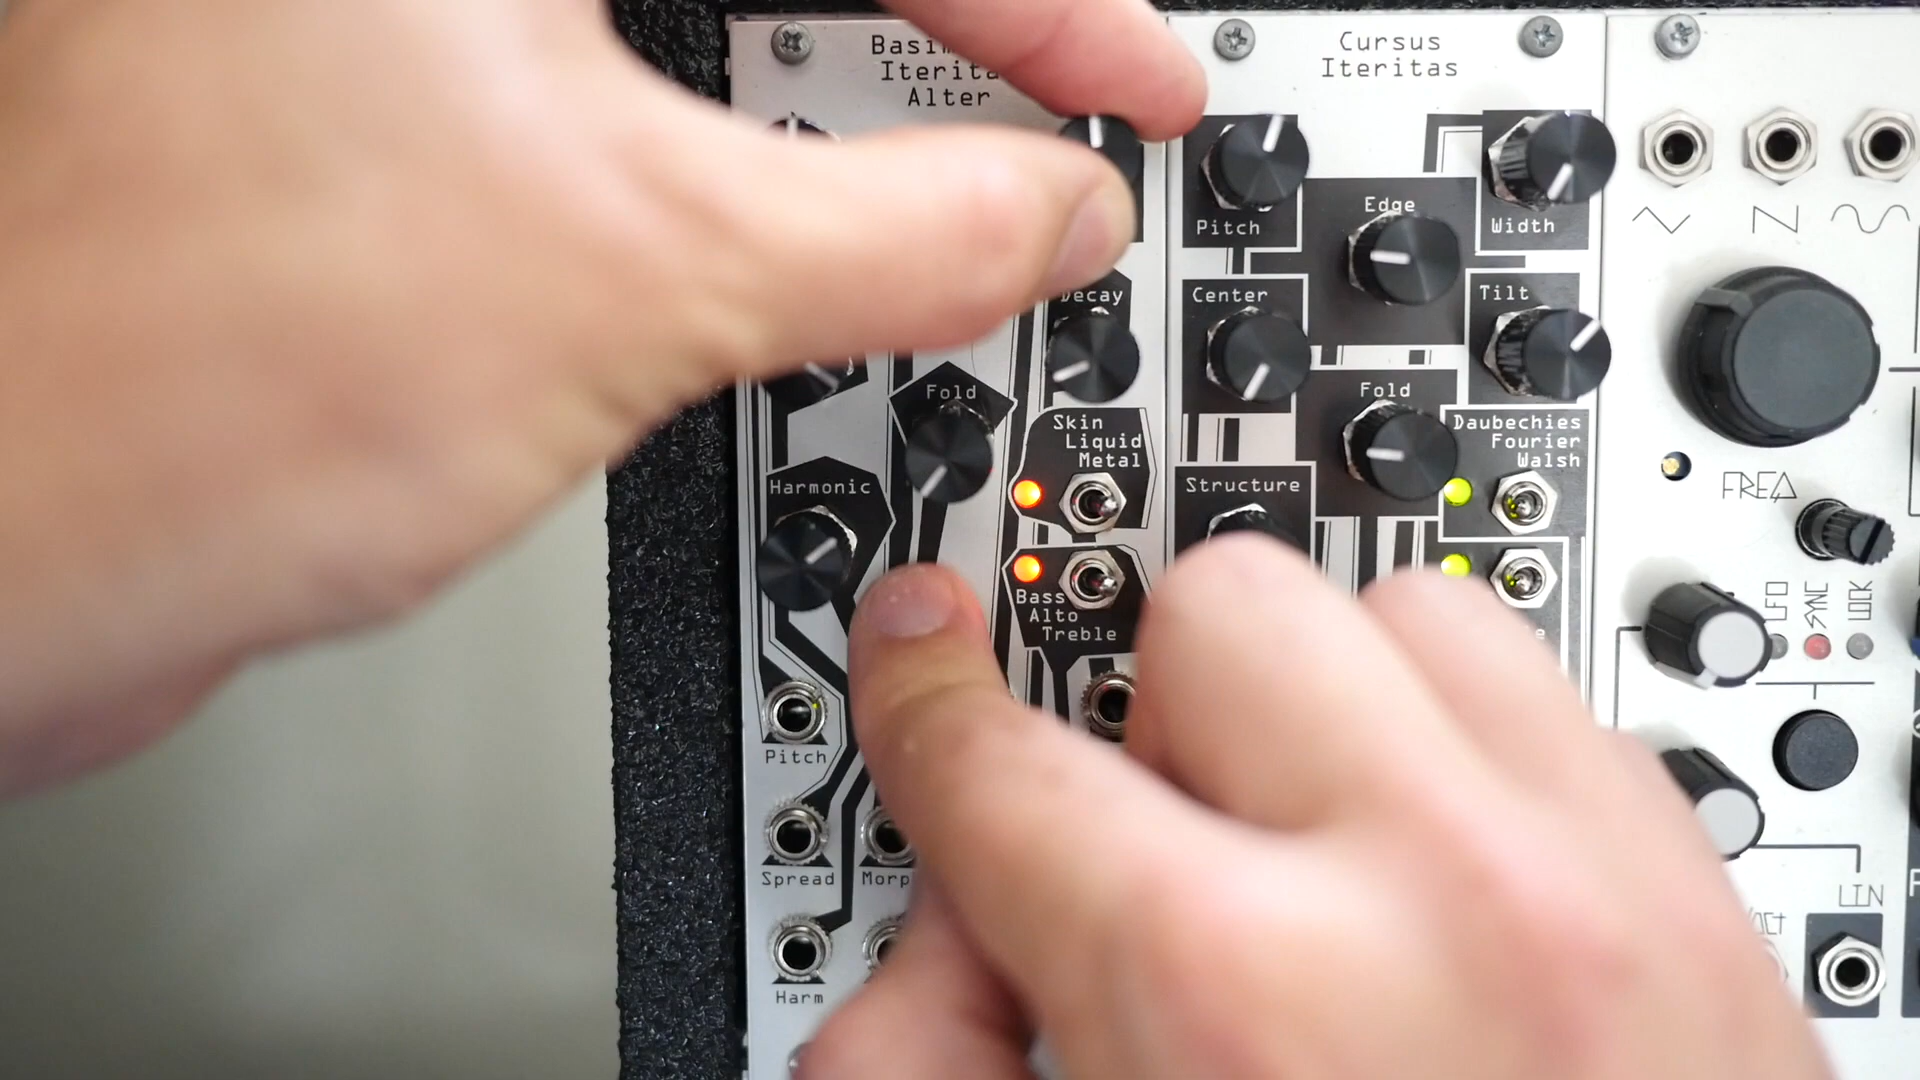 Iterita
Alter
Cursus
Iteritas
Pitch
Edge
Width
Decay
Center
Tilt
Fold
Fold
Skin
Liquid
Metal
Daubechies
Fourier
Walsh
Harmonic
Structure
FREQ
Bass
Alto
Treble
LFO
SYNC
LOCK
Pitch
Spread
Morp
LIN
Harm